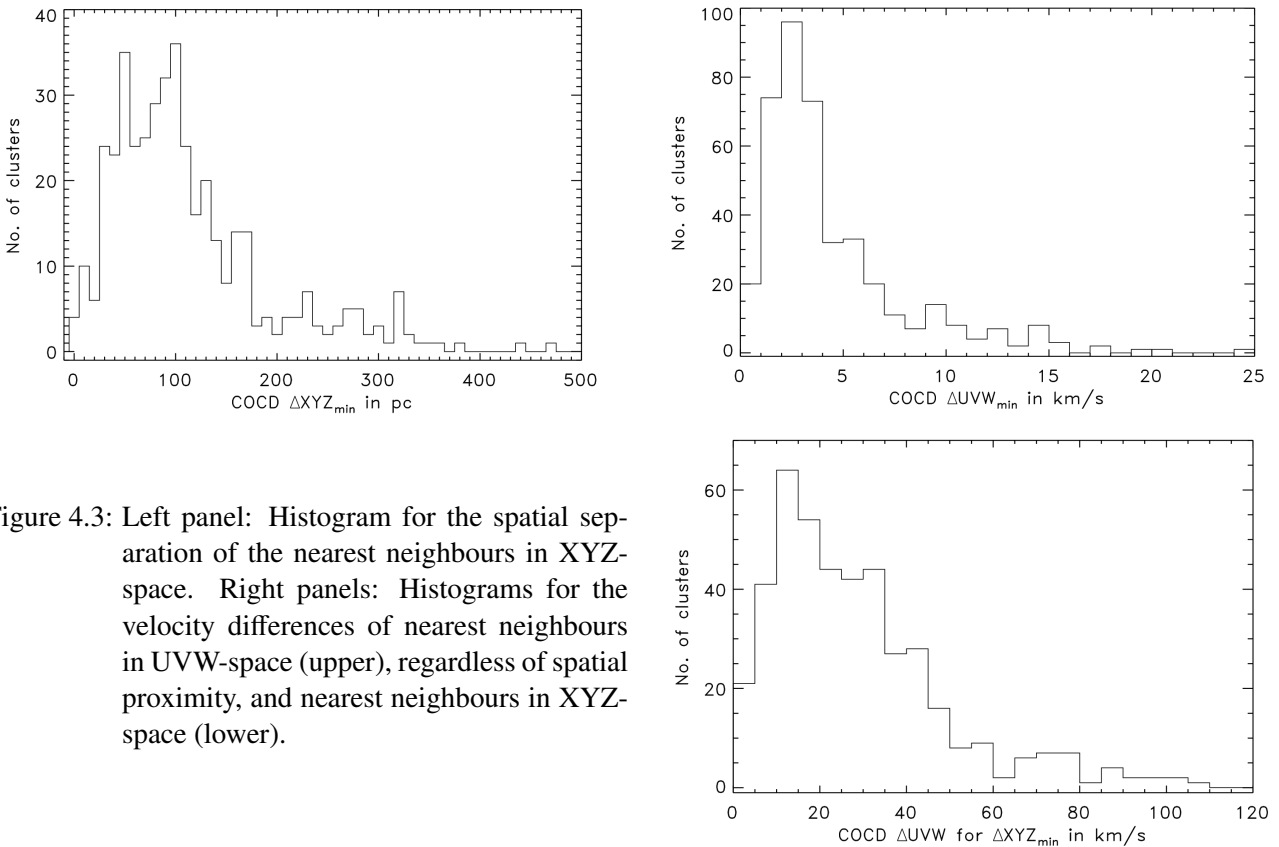 40
30
20
10
0
No. of clusters
0 100 200 300 400 500
COCD ΔXYZmin in pc
100
80
60
40
20
0
No. of clusters
0 5 10 15 20 25
COCD ΔUVWmin in km/s
igure 4.3: Left panel: Histogram for the spatial sep-
aration of the nearest neighbours in XYZ-
space. Right panels: Histograms for the
velocity differences of nearest neighbours
in UVW-space (upper), regardless of spatial
proximity, and nearest neighbours in XYZ-
space (lower).
60
40
20
0
No. of clusters
0 20 40 60 80 100 120
COCD ΔUVW for ΔXYZmin in km/s